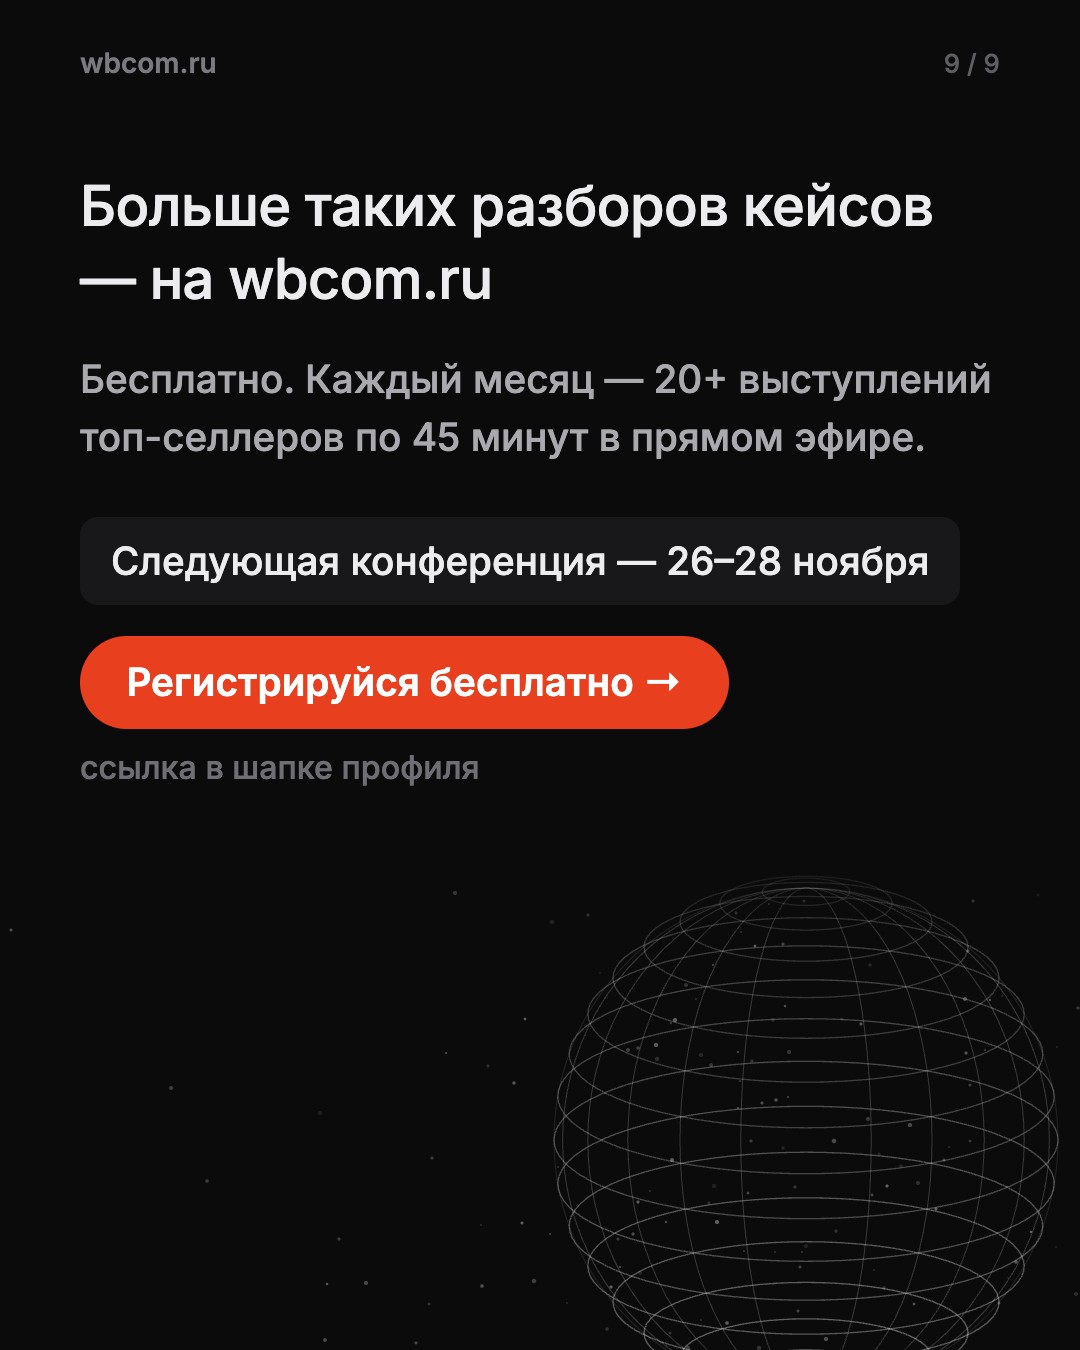 wbcom.ru
9 / 9
Больше таких разборов кейсов
— на wbcom.ru
Бесплатно. Каждый месяц — 20+ выступлений
топ-селлеров по 45 минут в прямом эфире.
Следующая конференция — 26–28 ноября
Регистрируйся бесплатно →
ссылка в шапке профиля